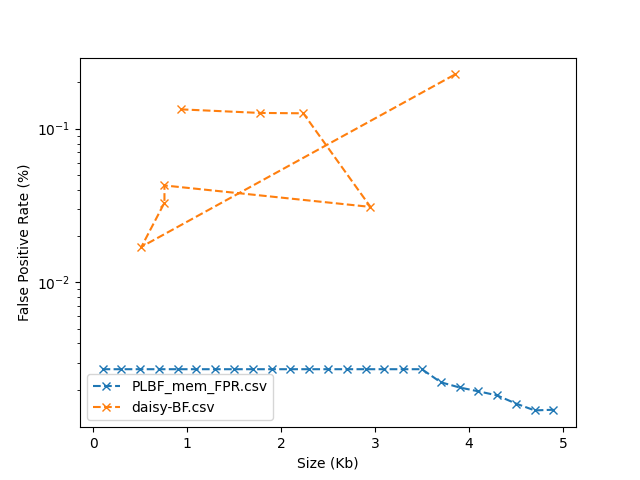 False Positive Rate (%)
10⁻¹
10⁻²
PLBF_mem_FPR.csv
daisy-BF.csv
0 1 2 3 4 5
Size (Kb)